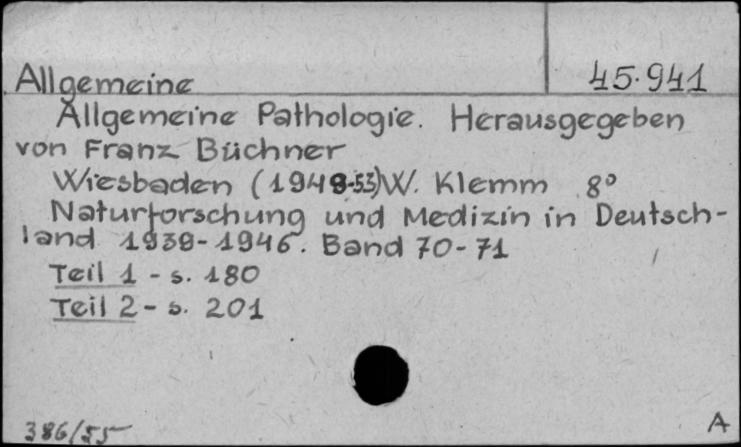 Allgemeine 45.941
Allgemeine Pathologie. Herausgegeben
von Franz Büchner
Wiesbaden (1948-53) W. Klemm 8°
Naturforschung und Medizin in Deutsch-
land 1939-1946. Band 70-71
Teil 1 - s. 180
Teil 2 - s. 201
386/55 A